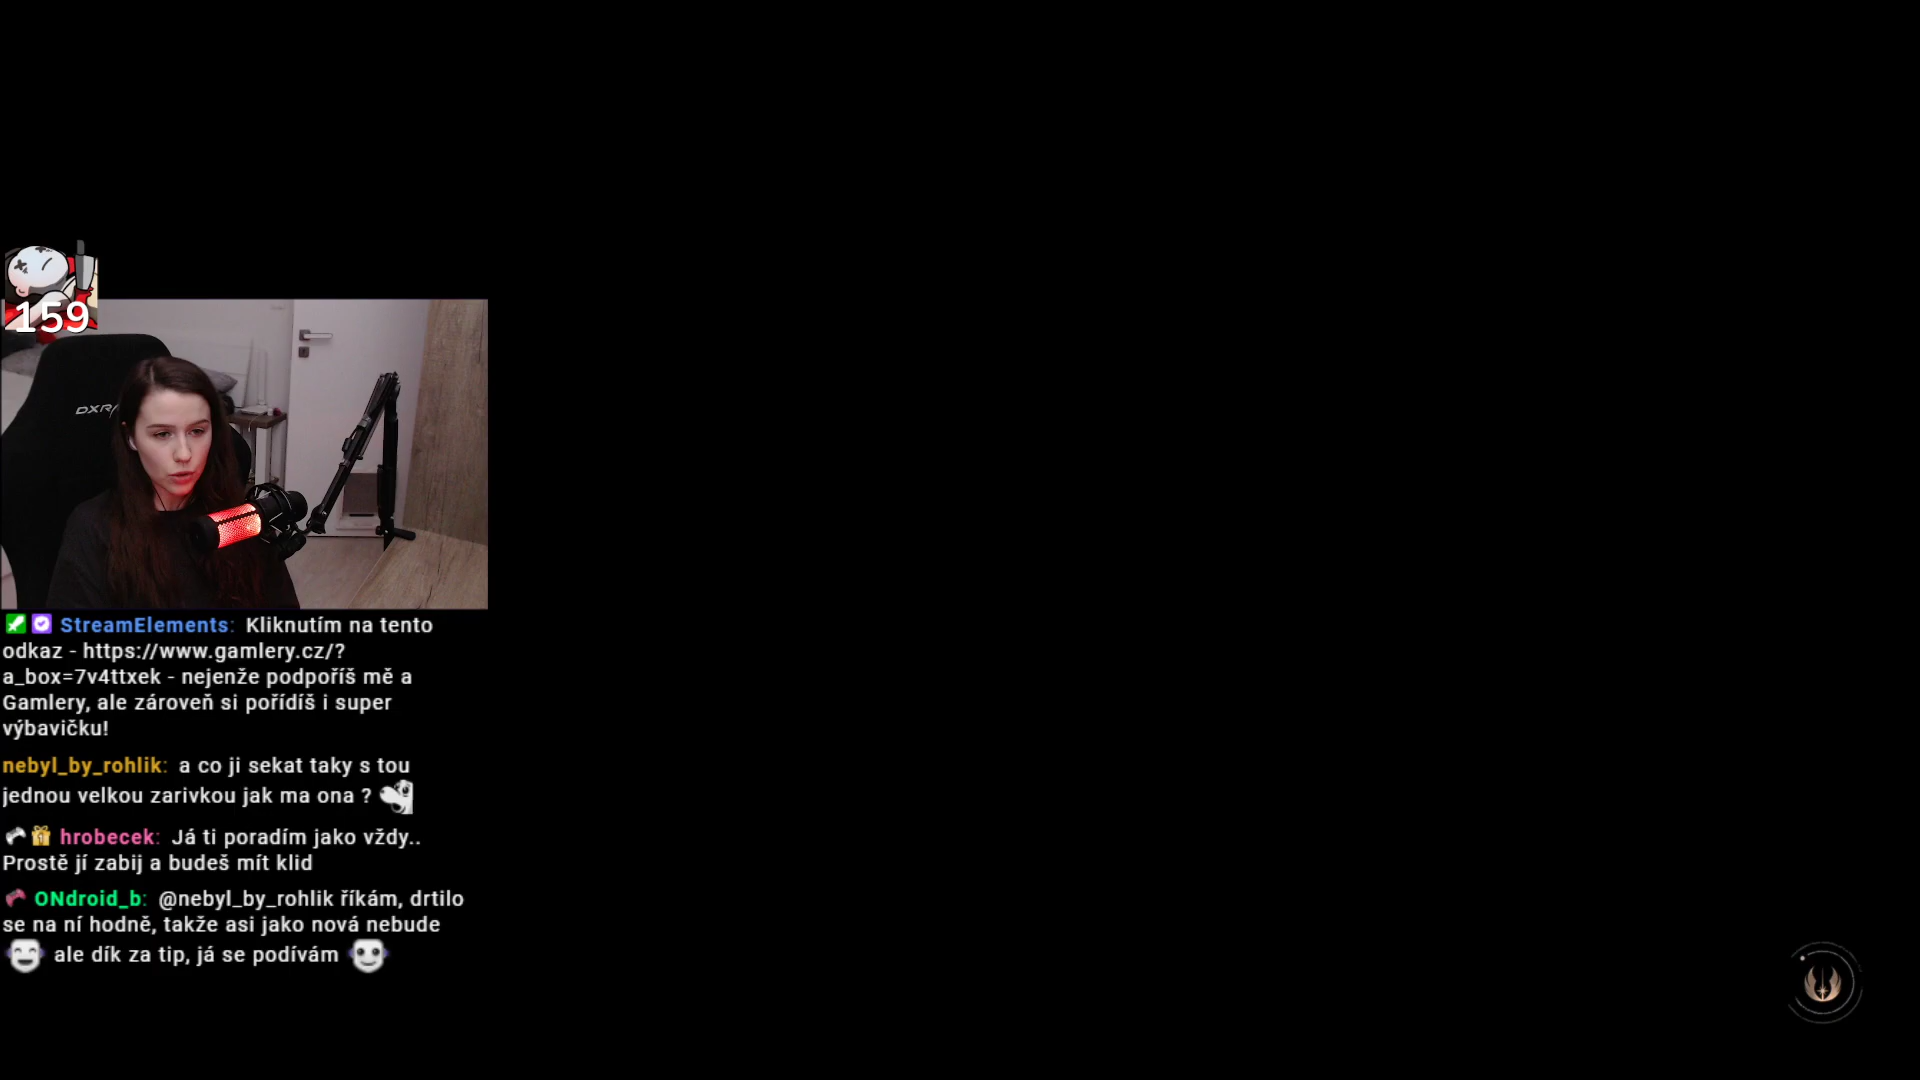 159
DXR
StreamElements: Kliknutím na tento
odkaz - https://www.gamlery.cz/?
a_box=7v4ttxek - nejenže podpoříš mě a
Gamlery, ale zároveň si pořídíš i super
výbavičku!
nebyl_by_rohlik: a co ji sekat taky s tou
jednou velkou zarivkou jak ma ona ?
hrobecek: Já ti poradím jako vždy..
Prostě jí zabij a budeš mít klid
ONdroid_b: @nebyl_by_rohlik říkám, drtilo
se na ní hodně, takže asi jako nová nebude
ale dík za tip, já se podívám